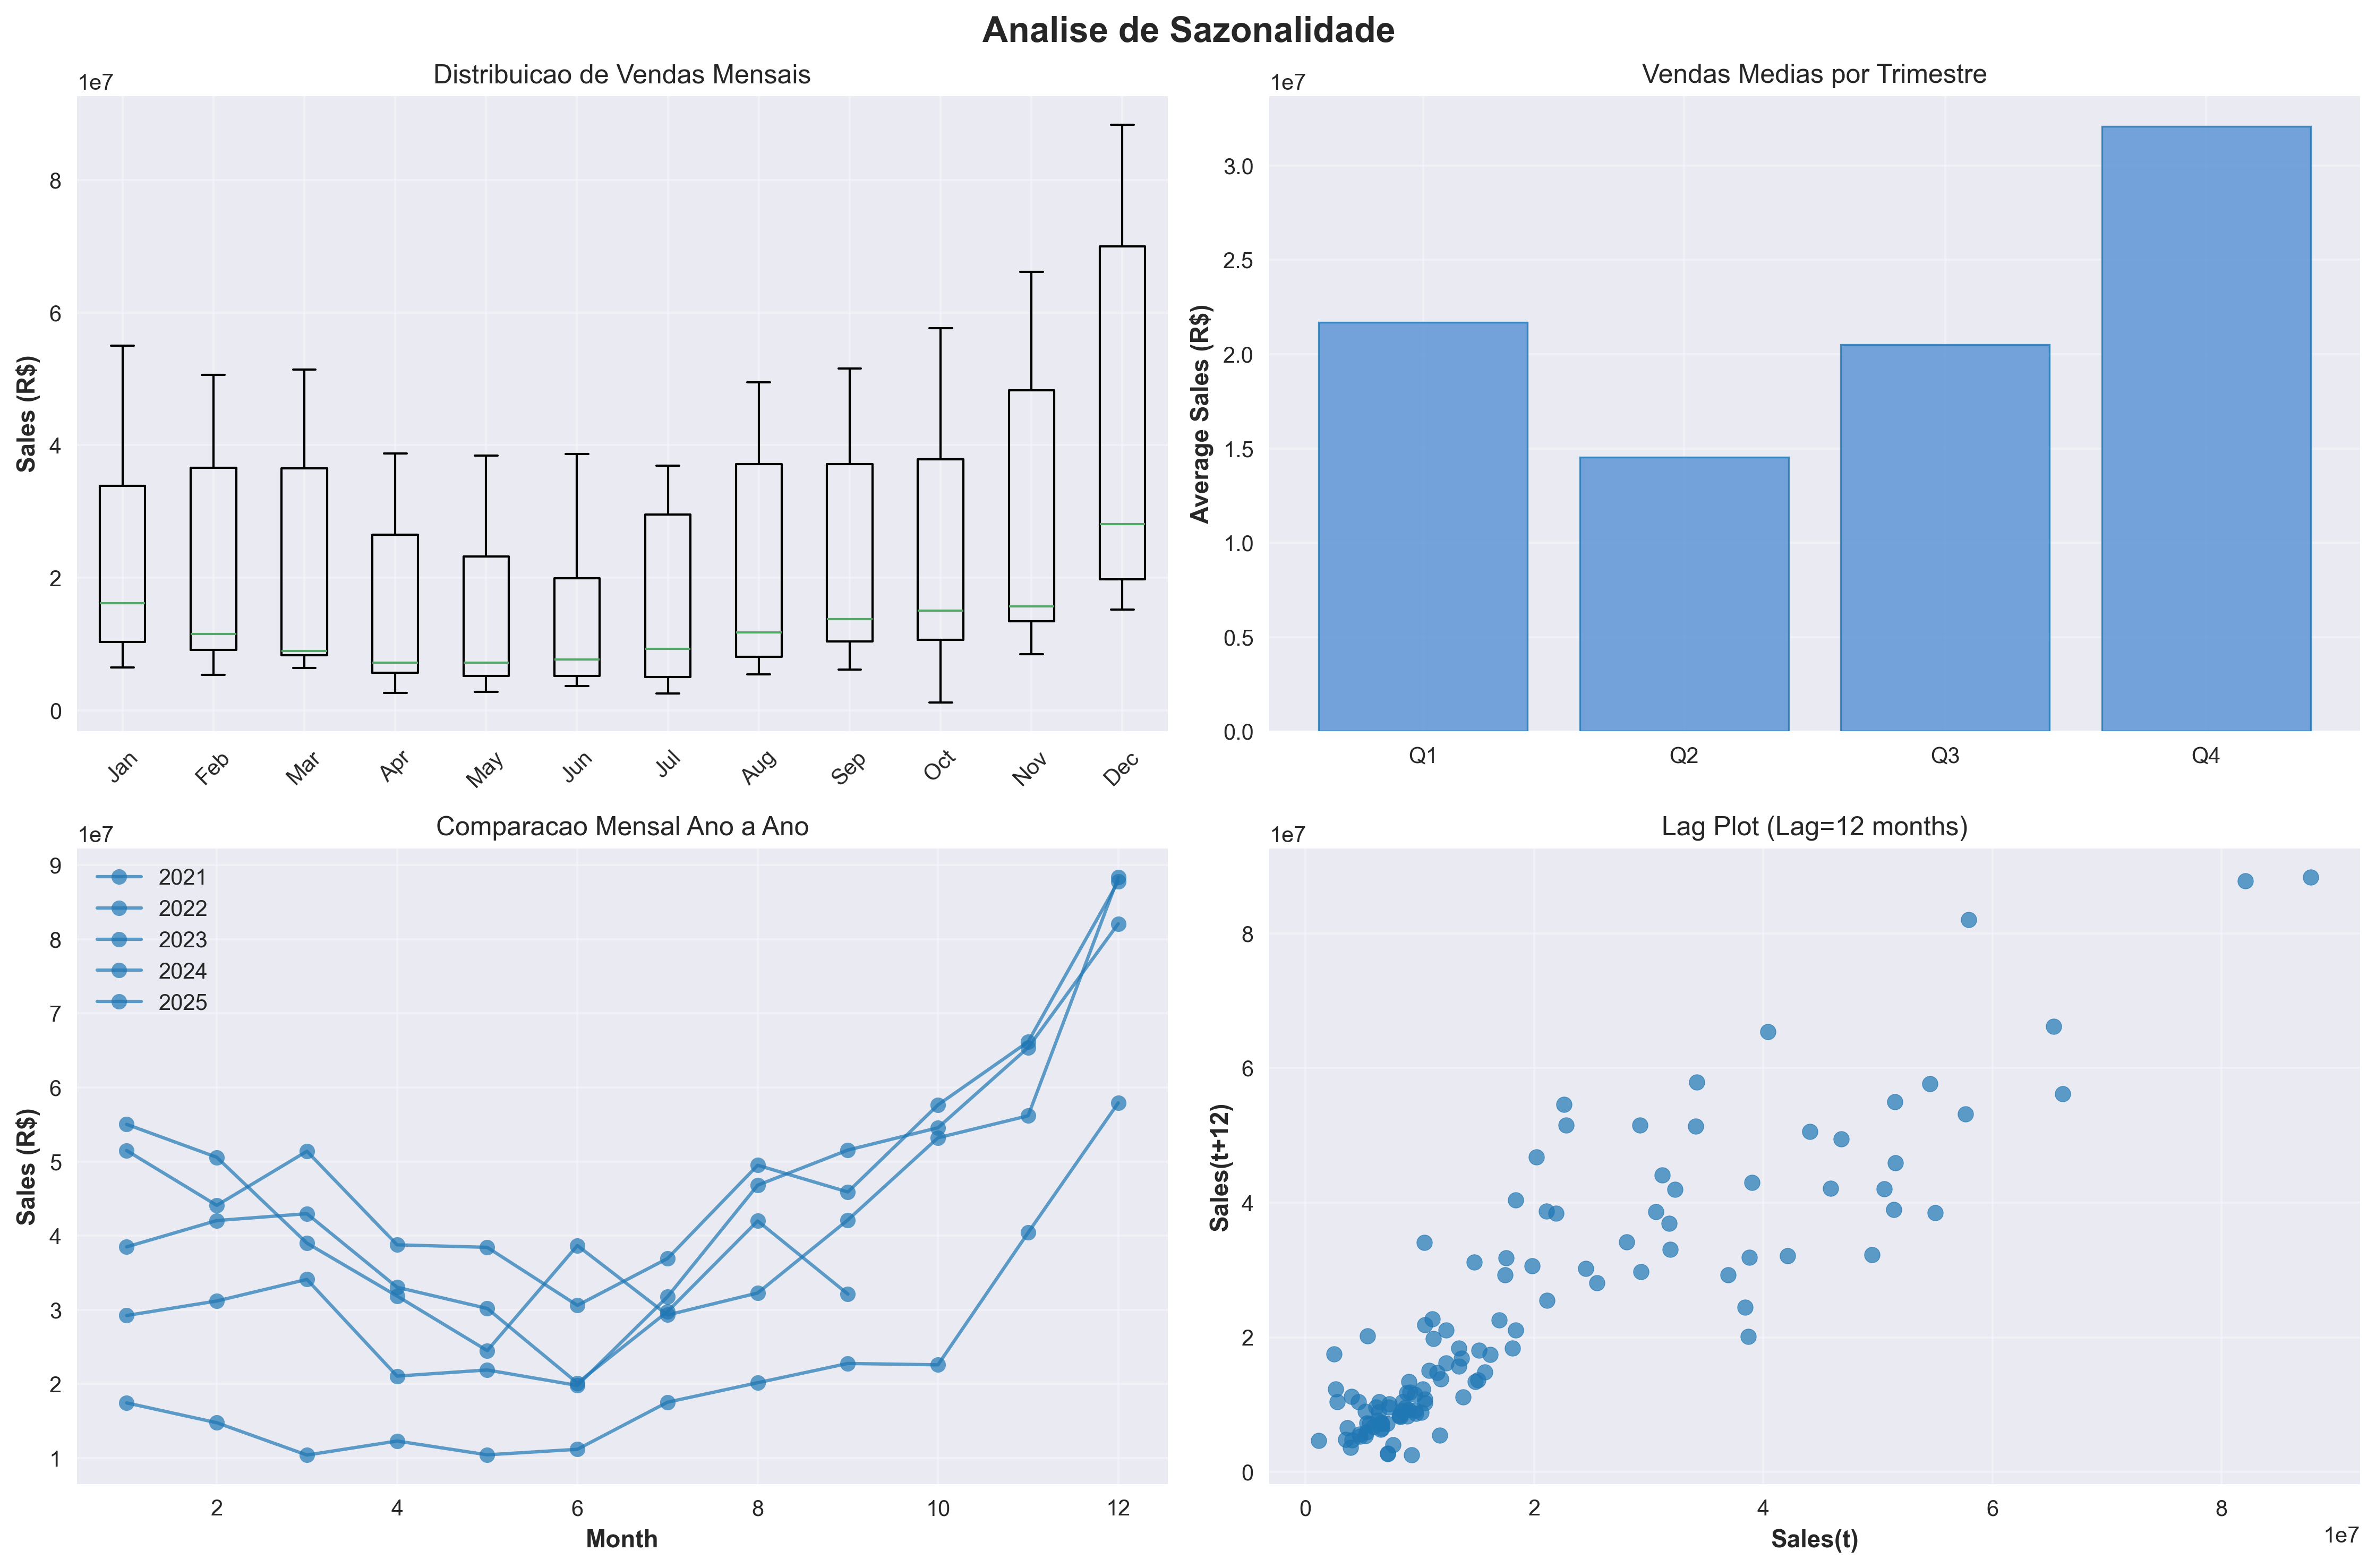 Analise de Sazonalidade
Distribuicao de Vendas Mensais
1e7
Sales (R$)
8
6
4
2
0
Jan Feb Mar Apr May Jun Jul Aug Sep Oct Nov Dec
Vendas Medias por Trimestre
1e7
Average Sales (R$)
3.0
2.5
2.0
1.5
1.0
0.5
0.0
Q1 Q2 Q3 Q4
Comparacao Mensal Ano a Ano
1e7
Sales (R$)
9
8
7
6
5
4
3
2
1
2021
2022
2023
2024
2025
2 4 6 8 10 12
Month
Lag Plot (Lag=12 months)
1e7
Sales(t+12)
8
6
4
2
0
0 2 4 6 8
1e7
Sales(t)